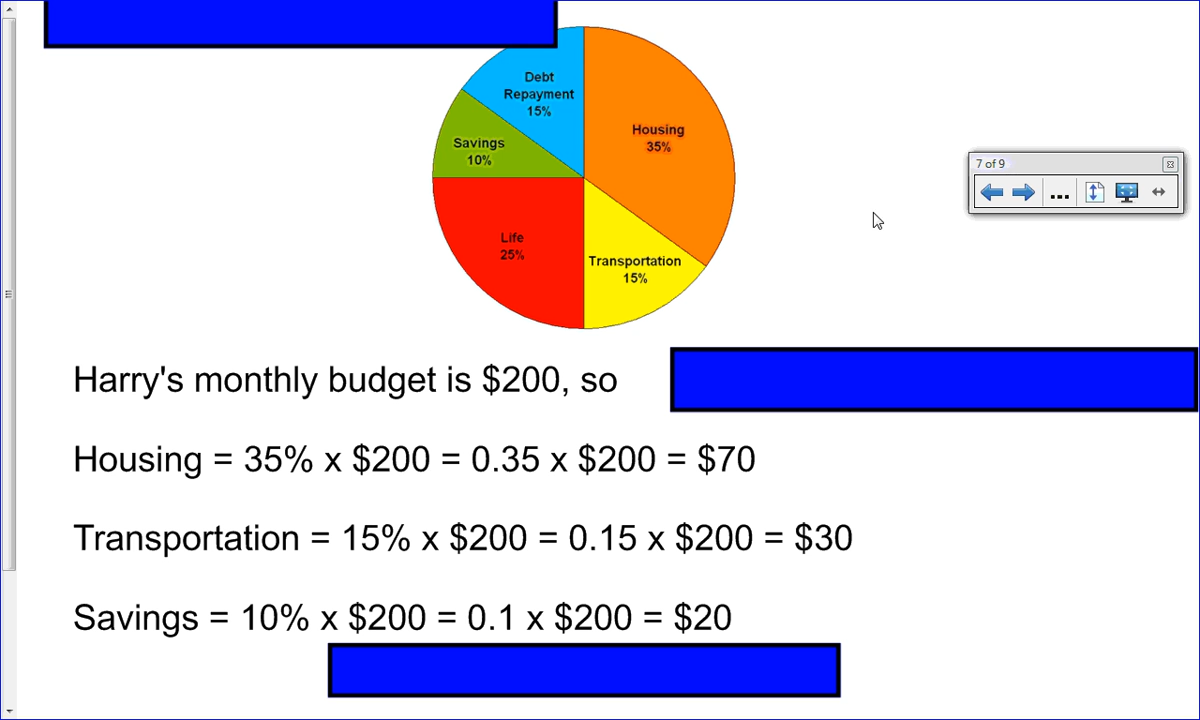 Debt
Repayment
15%
Housing
35%
Savings
10%
7 of 9
Life
25%
Transportation
15%
Harry's monthly budget is $200, so
Housing = 35% x $200 = 0.35 x $200 = $70
Transportation = 15% x $200 = 0.15 x $200 = $30
Savings = 10% x $200 = 0.1 x $200 = $20